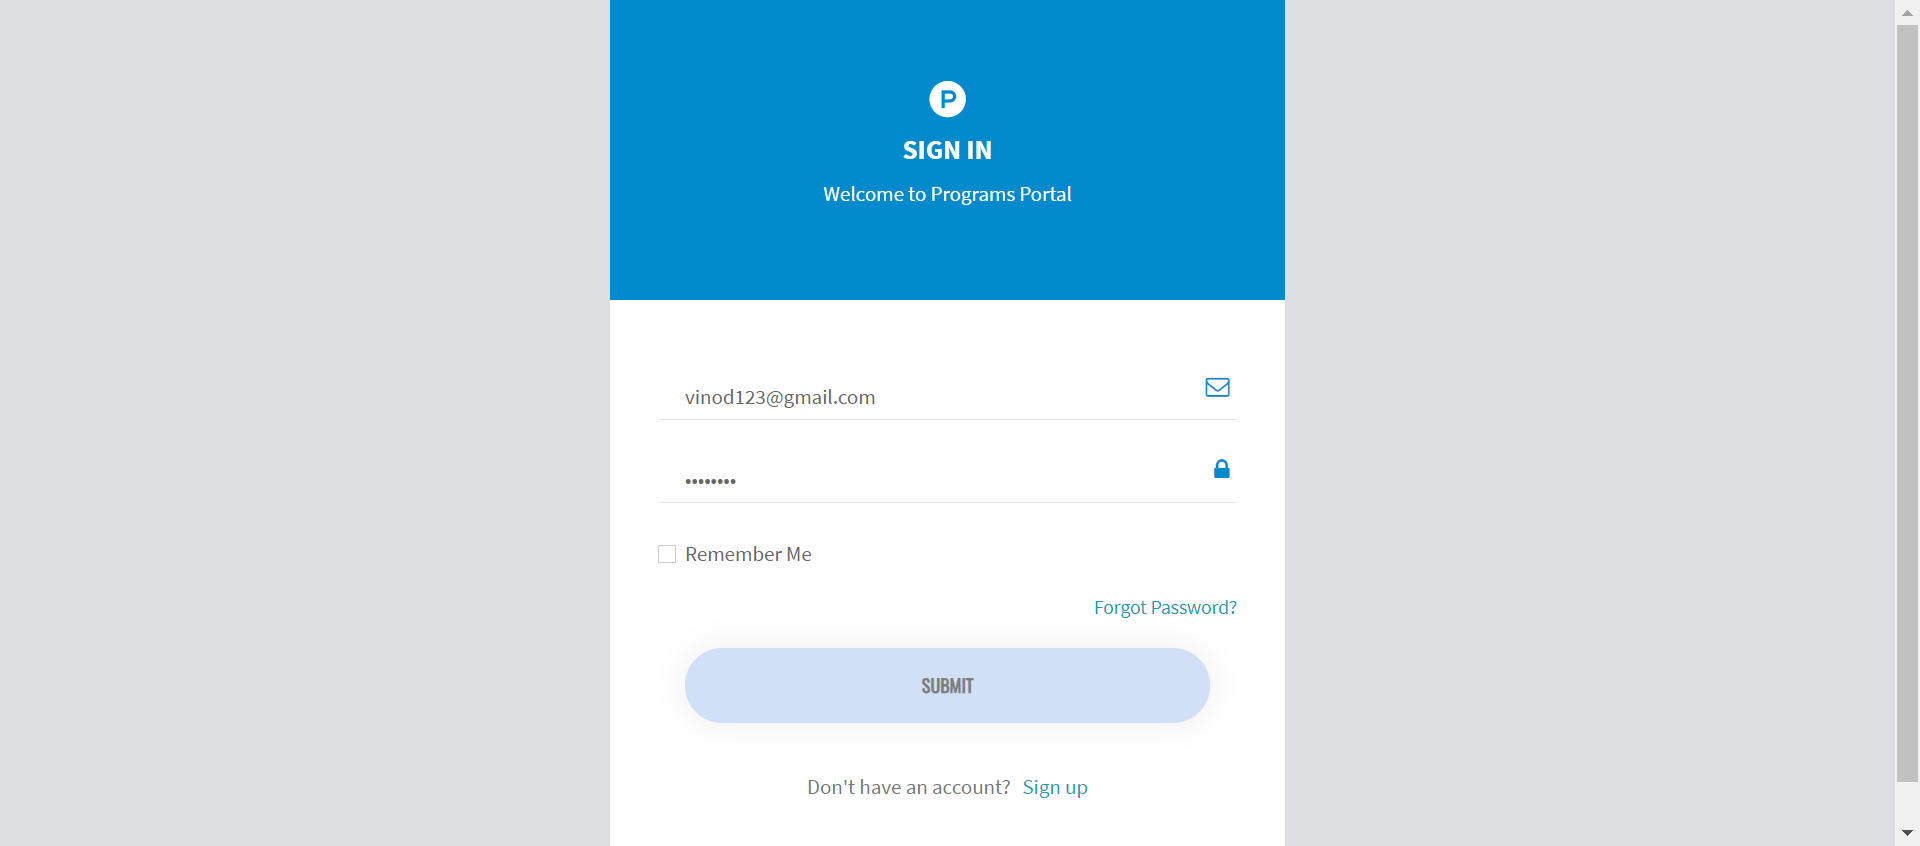 P
SIGN IN
Welcome to Programs Portal
vinod123@gmail.com
••••••••
Remember Me
Forgot Password?
SUBMIT
Don't have an account? Sign up